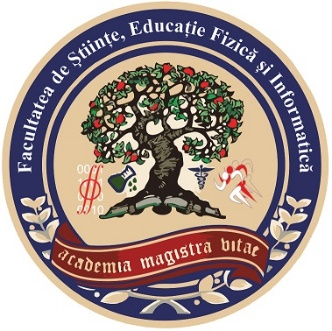 Facultatea de Științe, Educație Fizică și Informatică
academia magistra vitae